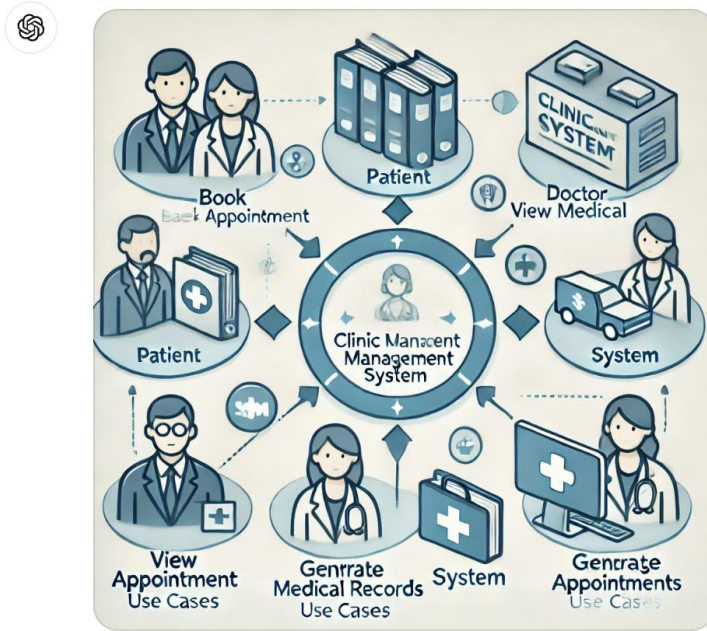 CLINIC
SYSTEM
Patient
Book
Appointment
Doctor
View Medical
Patient
Clinic Manacent
Management
System
System
View
Appointment
Use Cases
Genrrate
Medical Records
Use Cases
System
Gentrage
Appointments
Use Cases